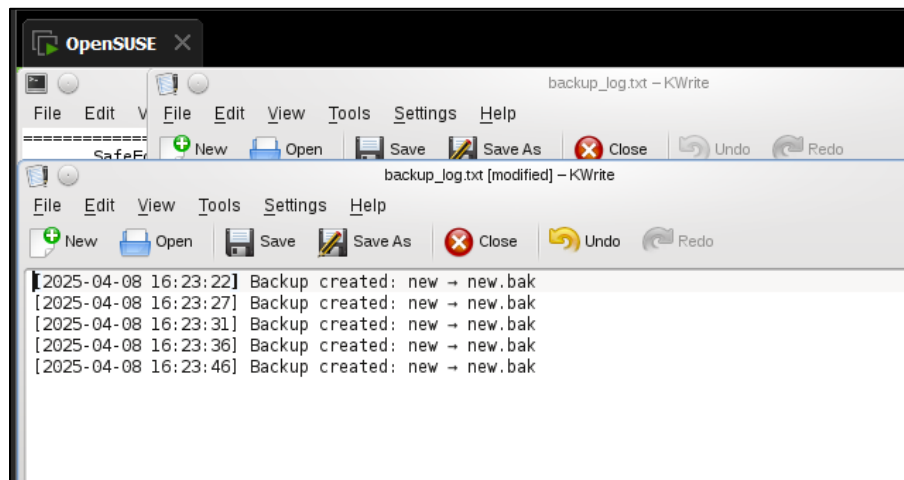 OpenSUSE
backup_log.txt – KWrite
File Edit V File Edit View Tools Settings Help
New Open Save Save As Close Undo Redo
backup_log.txt [modified] – KWrite
File Edit View Tools Settings Help
New Open Save Save As Close Undo Redo
[2025-04-08 16:23:22] Backup created: new → new.bak
[2025-04-08 16:23:27] Backup created: new → new.bak
[2025-04-08 16:23:31] Backup created: new → new.bak
[2025-04-08 16:23:36] Backup created: new → new.bak
[2025-04-08 16:23:46] Backup created: new → new.bak